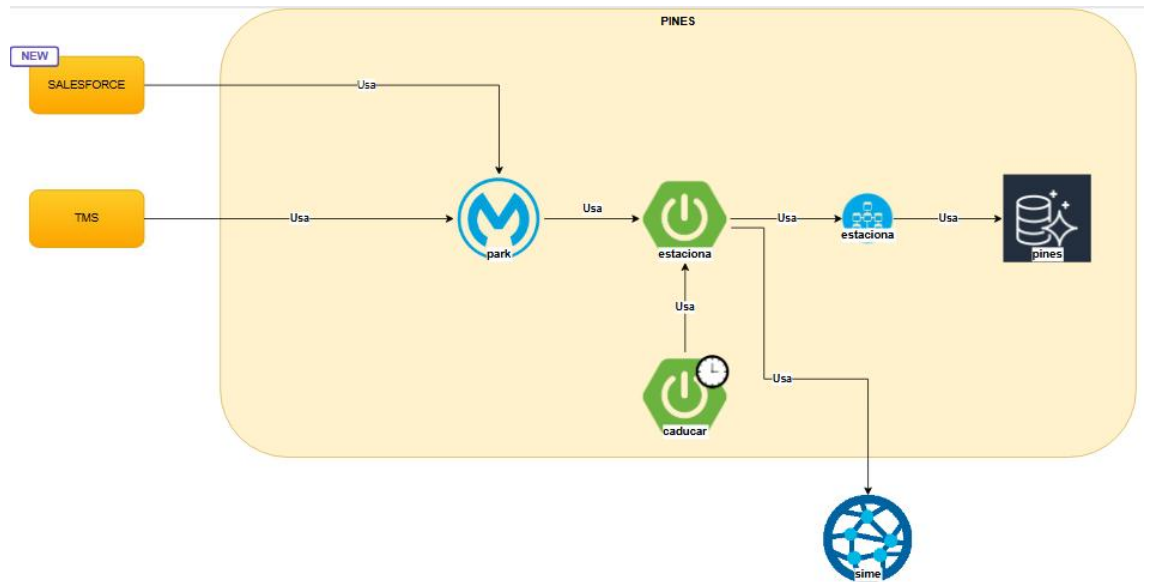 PINES
NEW
SALESFORCE
Usa
TMS
Usa
park
Usa
estaciona
Usa
estaciona
Usa
pines
Usa
caducar
Usa
sime